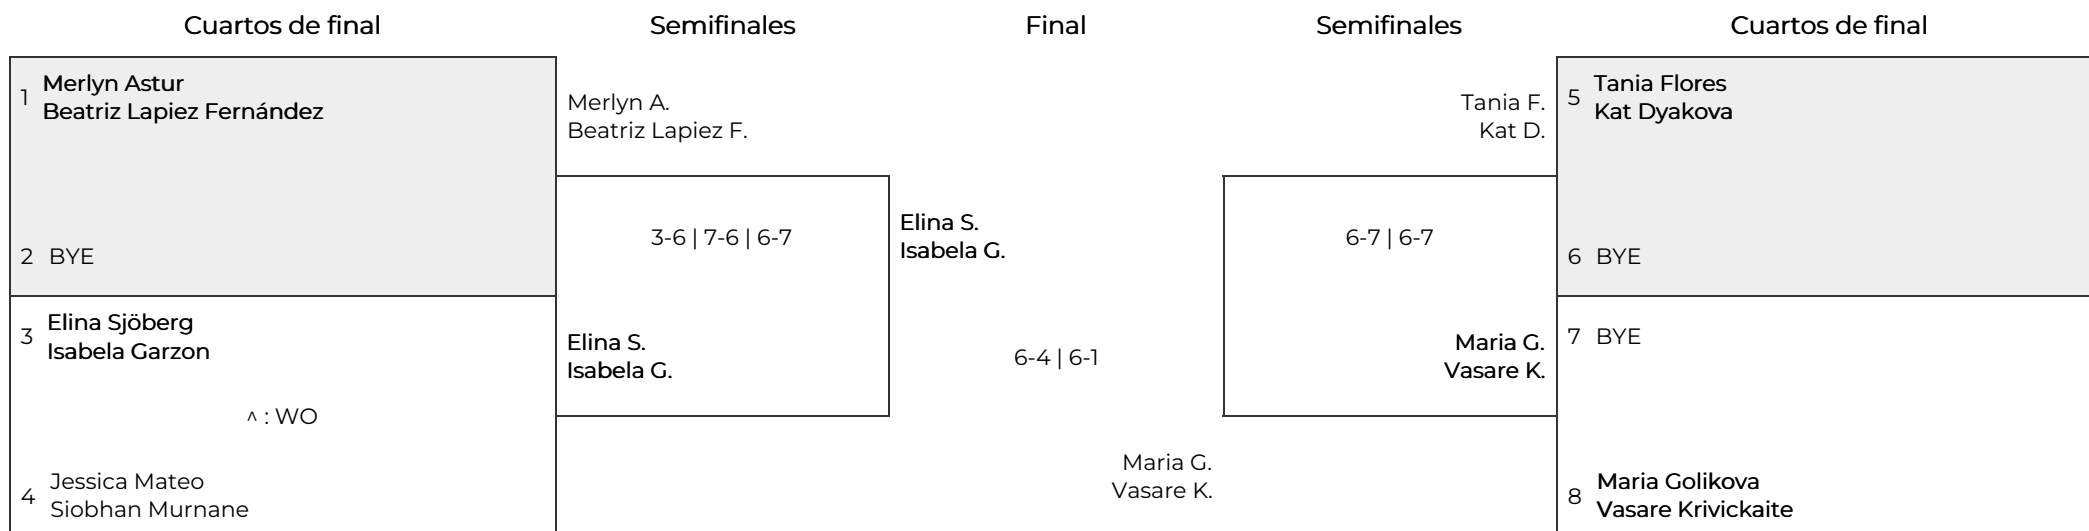 Cuartos de final
Semifinales
Final
Semifinales
Cuartos de final
1 Merlyn Astur
Beatriz Lapiez Fernández
2 BYE
3 Elina Sjöberg
Isabela Garzon
^ : WO
4 Jessica Mateo
Siobhan Murnane
Merlyn A.
Beatriz Lapiez F.
3-6 | 7-6 | 6-7
Elina S.
Isabela G.
Elina S.
Isabela G.
6-4 | 6-1
Maria G.
Vasare K.
Tania F.
Kat D.
6-7 | 6-7
Maria G.
Vasare K.
5 Tania Flores
Kat Dyakova
6 BYE
7 BYE
8 Maria Golikova
Vasare Krivickaite